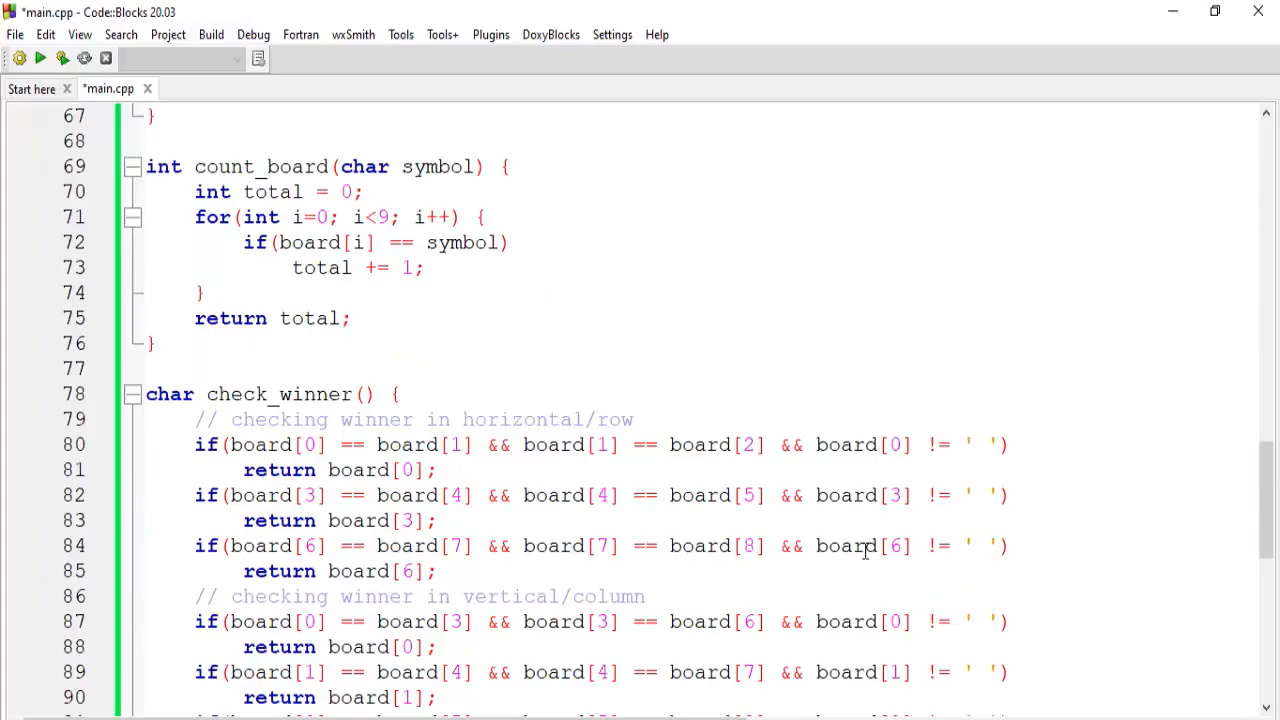 *main.cpp - Code::Blocks 20.03
File Edit View Search Project Build Debug Fortran wxSmith Tools Tools+ Plugins DoxyBlocks Settings Help
Start here *main.cpp
67 }
68
69 int count_board(char symbol) {
70 int total = 0;
71 for(int i=0; i<9; i++) {
72 if(board[i] == symbol)
73 total += 1;
74 }
75 return total;
76 }
77
78 char check_winner() {
79 // checking winner in horizontal/row
80 if(board[0] == board[1] && board[1] == board[2] && board[0] != ' ')
81 return board[0];
82 if(board[3] == board[4] && board[4] == board[5] && board[3] != ' ')
83 return board[3];
84 if(board[6] == board[7] && board[7] == board[8] && board[6] != ' ')
85 return board[6];
86 // checking winner in vertical/column
87 if(board[0] == board[3] && board[3] == board[6] && board[0] != ' ')
88 return board[0];
89 if(board[1] == board[4] && board[4] == board[7] && board[1] != ' ')
90 return board[1];